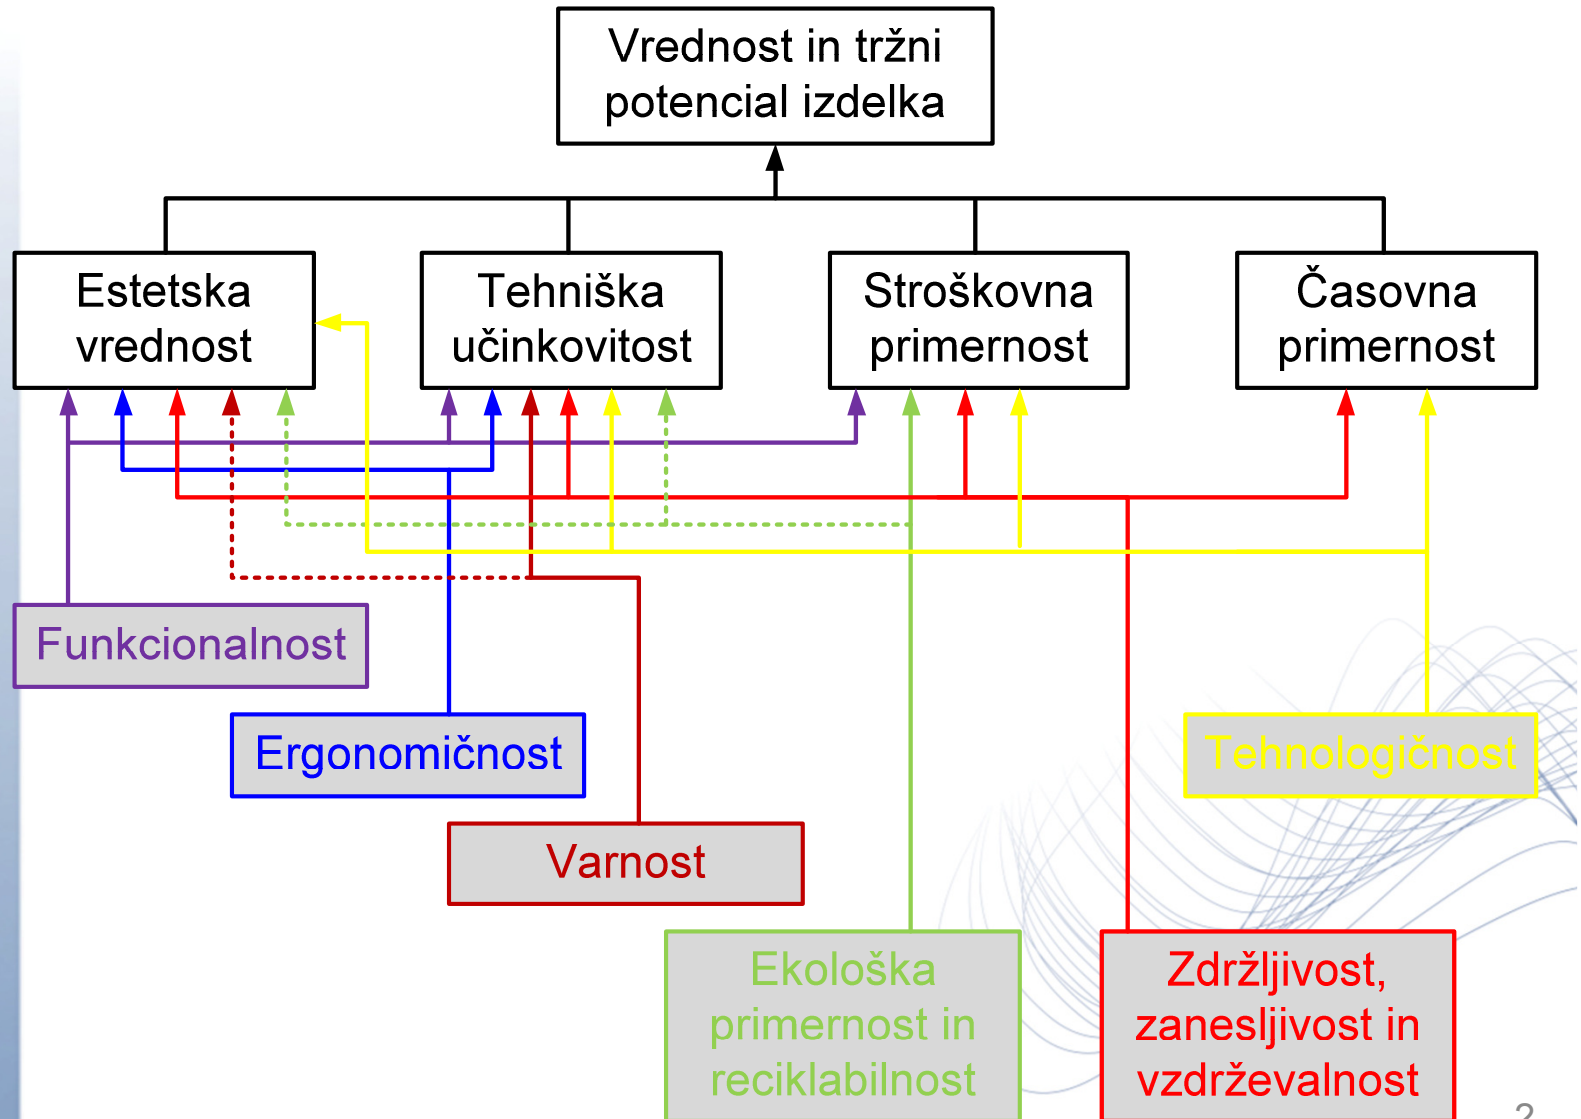 Vrednost in tržni
potencial izdelka
Estetska
vrednost
Tehniška
učinkovitost
Stroškovna
primernost
Časovna
primernost
Funkcionalnost
Ergonomičnost
Tehnologičnost
Varnost
Ekološka
primernost in
reciklabilnost
Zdržljivost,
zanesljivost in
vzdrževalnost
2